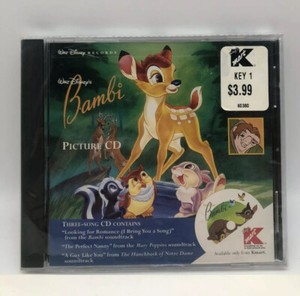 WALT DISNEY RECORDS
K
KEY 1
$3.99
WALT DISNEY'S
Bambi
PICTURE CD
THREE-SONG CD CONTAINS
"Looking for Romance (I Bring You a Song)"
from the Bambi soundtrack
"The Perfect Nanny" from the Mary Poppins soundtrack
"A Guy Like You" from The Hunchback of Notre Dame
soundtrack
Bambi
K
Available only from Kmart.